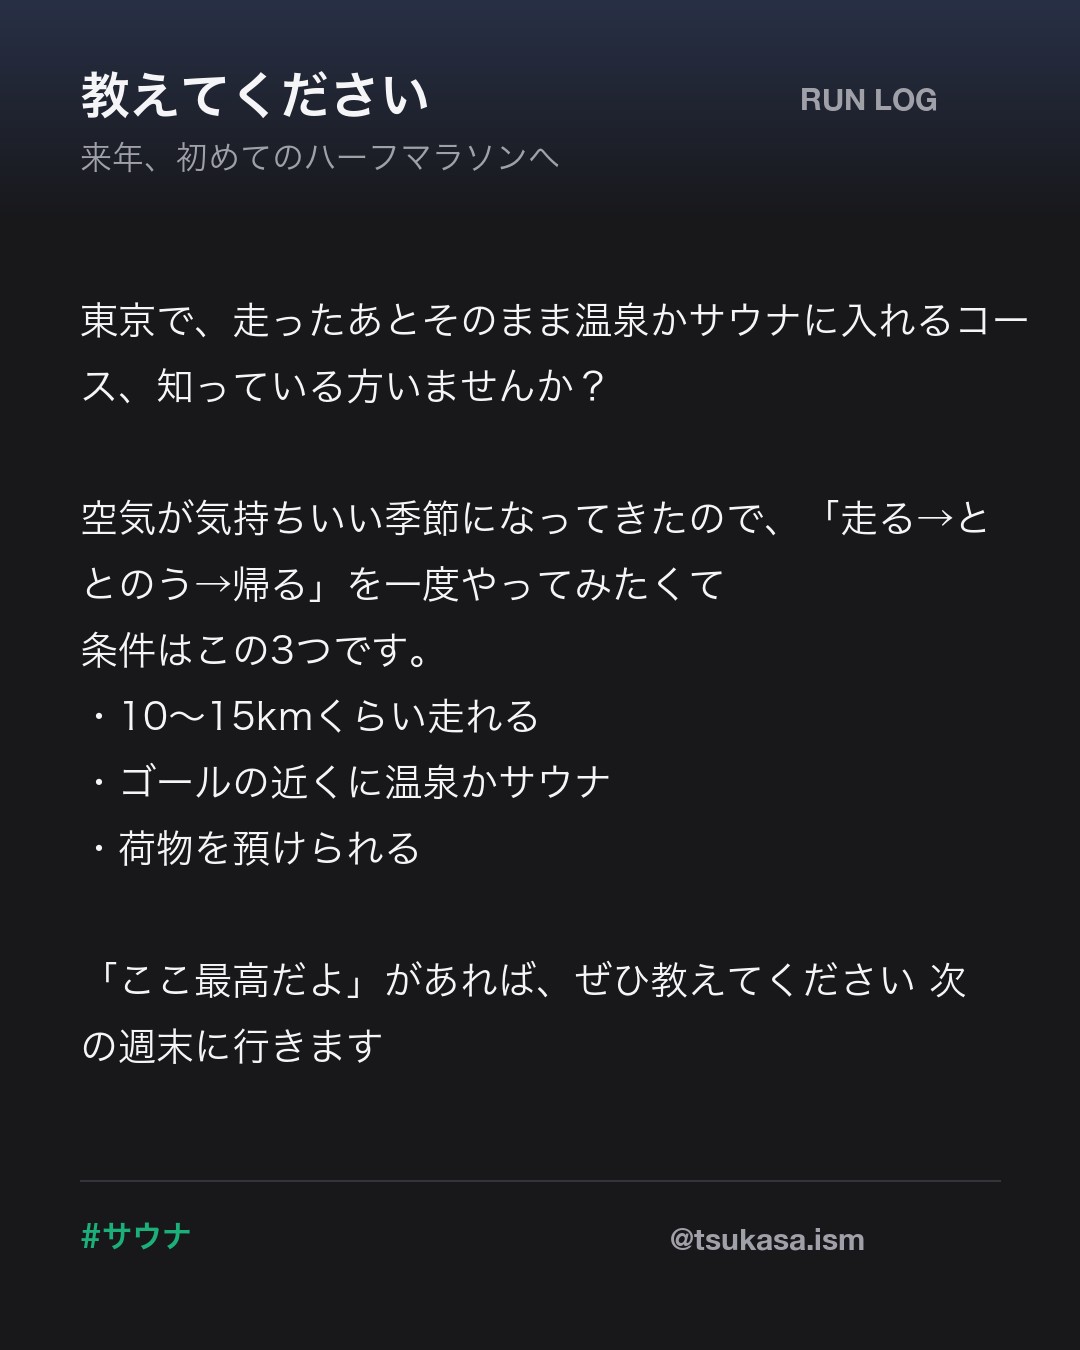 教えてください
RUN LOG
来年、初めてのハーフマラソンへ
東京で、走ったあとそのまま温泉かサウナに入れるコー
ス、知っている方いませんか？
空気が気持ちいい季節になってきたので、「走る→と
とのう→帰る」を一度やってみたくて
条件はこの3つです。
・10〜15kmくらい走れる
・ゴールの近くに温泉かサウナ
・荷物を預けられる
「ここ最高だよ」があれば、ぜひ教えてください 次
の週末に行きます
#サウナ
@tsukasa.ism